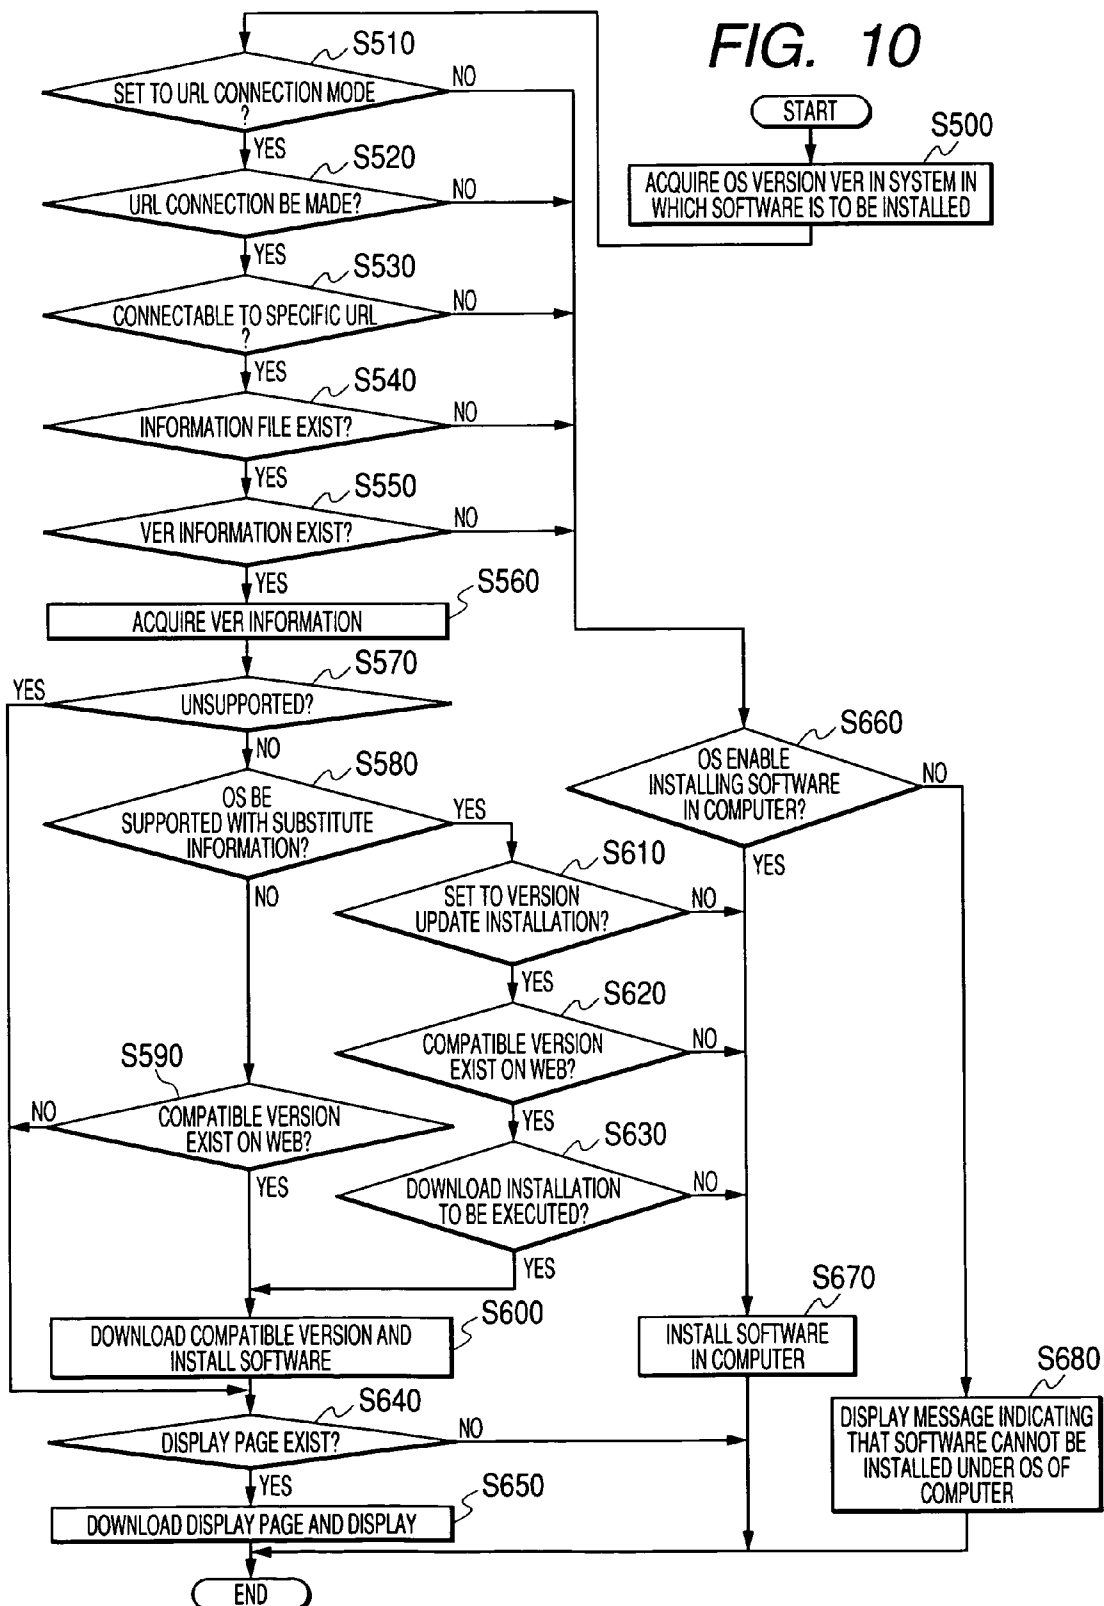 FIG. 10
START
S500
ACQUIRE OS VERSION VER IN SYSTEM IN
WHICH SOFTWARE IS TO BE INSTALLED
S510
SET TO URL CONNECTION MODE
?
NO
YES
S520
URL CONNECTION BE MADE?
NO
YES
S530
CONNECTABLE TO SPECIFIC URL
?
NO
YES
S540
INFORMATION FILE EXIST?
NO
YES
S550
VER INFORMATION EXIST?
NO
YES
S560
ACQUIRE VER INFORMATION
S570
YES
UNSUPPORTED?
NO
S580
OS BE
SUPPORTED WITH SUBSTITUTE
INFORMATION?
YES
NO
S610
SET TO VERSION
UPDATE INSTALLATION?
NO
YES
S620
COMPATIBLE VERSION
EXIST ON WEB?
NO
YES
S590
NO
COMPATIBLE VERSION
EXIST ON WEB?
YES
S630
DOWNLOAD INSTALLATION
TO BE EXECUTED?
NO
YES
S600
DOWNLOAD COMPATIBLE VERSION AND
INSTALL SOFTWARE
S640
DISPLAY PAGE EXIST?
NO
YES
S650
DOWNLOAD DISPLAY PAGE AND DISPLAY
END
S660
OS ENABLE
INSTALLING SOFTWARE
IN COMPUTER?
NO
YES
S670
INSTALL SOFTWARE
IN COMPUTER
S680
DISPLAY MESSAGE INDICATING
THAT SOFTWARE CANNOT BE
INSTALLED UNDER OS OF
COMPUTER